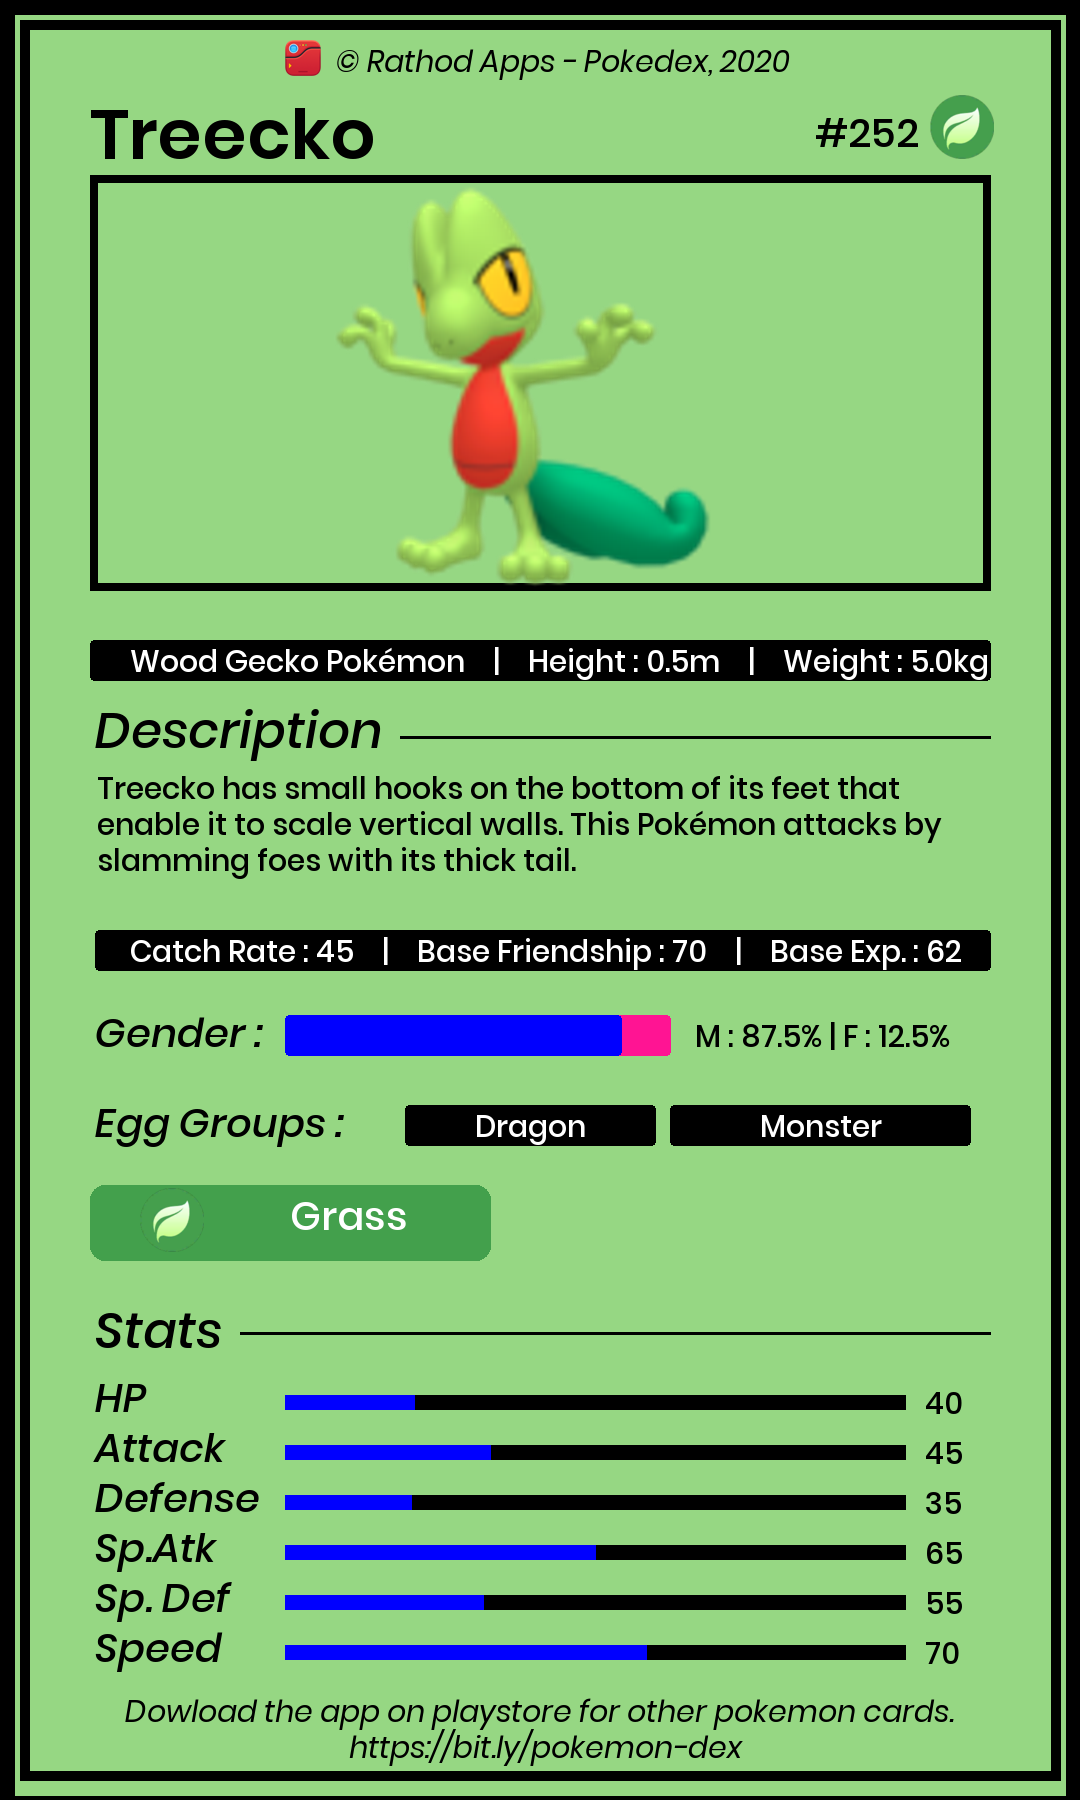 © Rathod Apps - Pokedex, 2020
Treecko #252
Wood Gecko Pokémon | Height : 0.5m | Weight : 5.0kg
Description
Treecko has small hooks on the bottom of its feet that
enable it to scale vertical walls. This Pokémon attacks by
slamming foes with its thick tail.
Catch Rate : 45 | Base Friendship : 70 | Base Exp. : 62
Gender : M : 87.5% | F : 12.5%
Egg Groups : Dragon Monster
Grass
Stats
HP 40
Attack 45
Defense 35
Sp.Atk 65
Sp. Def 55
Speed 70
Dowload the app on playstore for other pokemon cards.
https://bit.ly/pokemon-dex